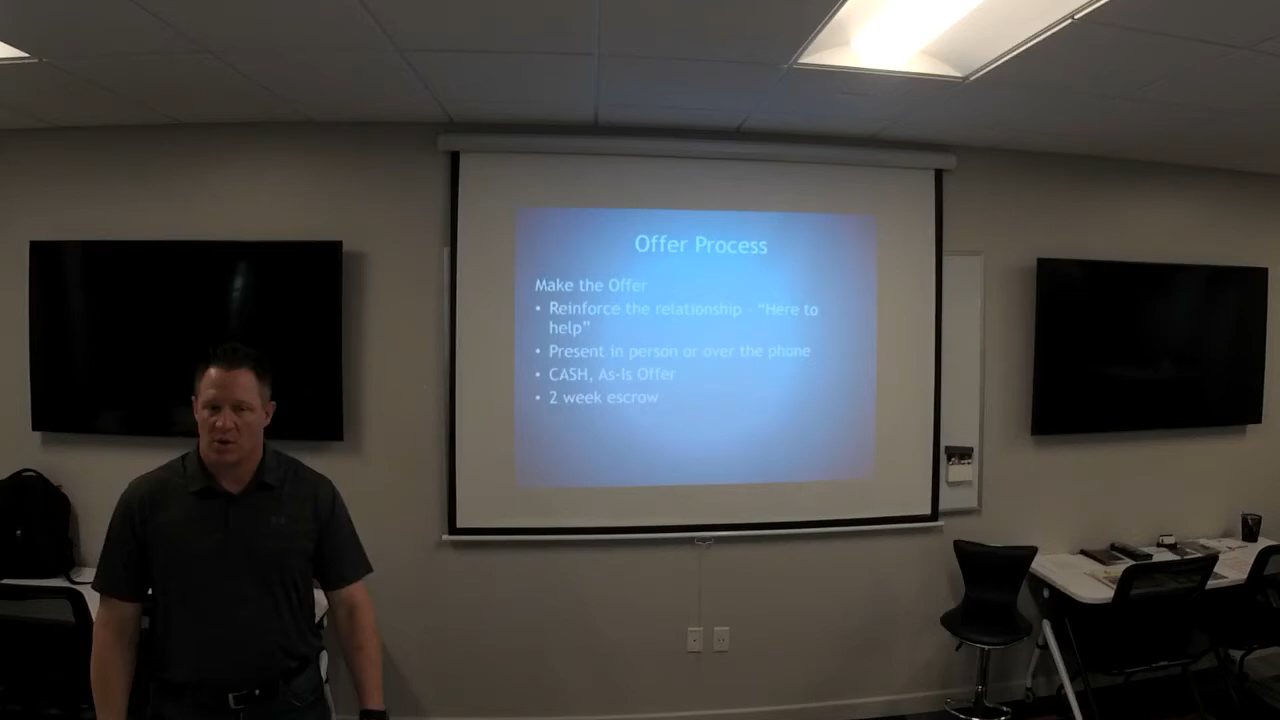 Offer Process
Make the Offer
• Reinforce the relationship - “Here to
help”
• Present in person or over the phone
• CASH, As-Is Offer
• 2 week escrow